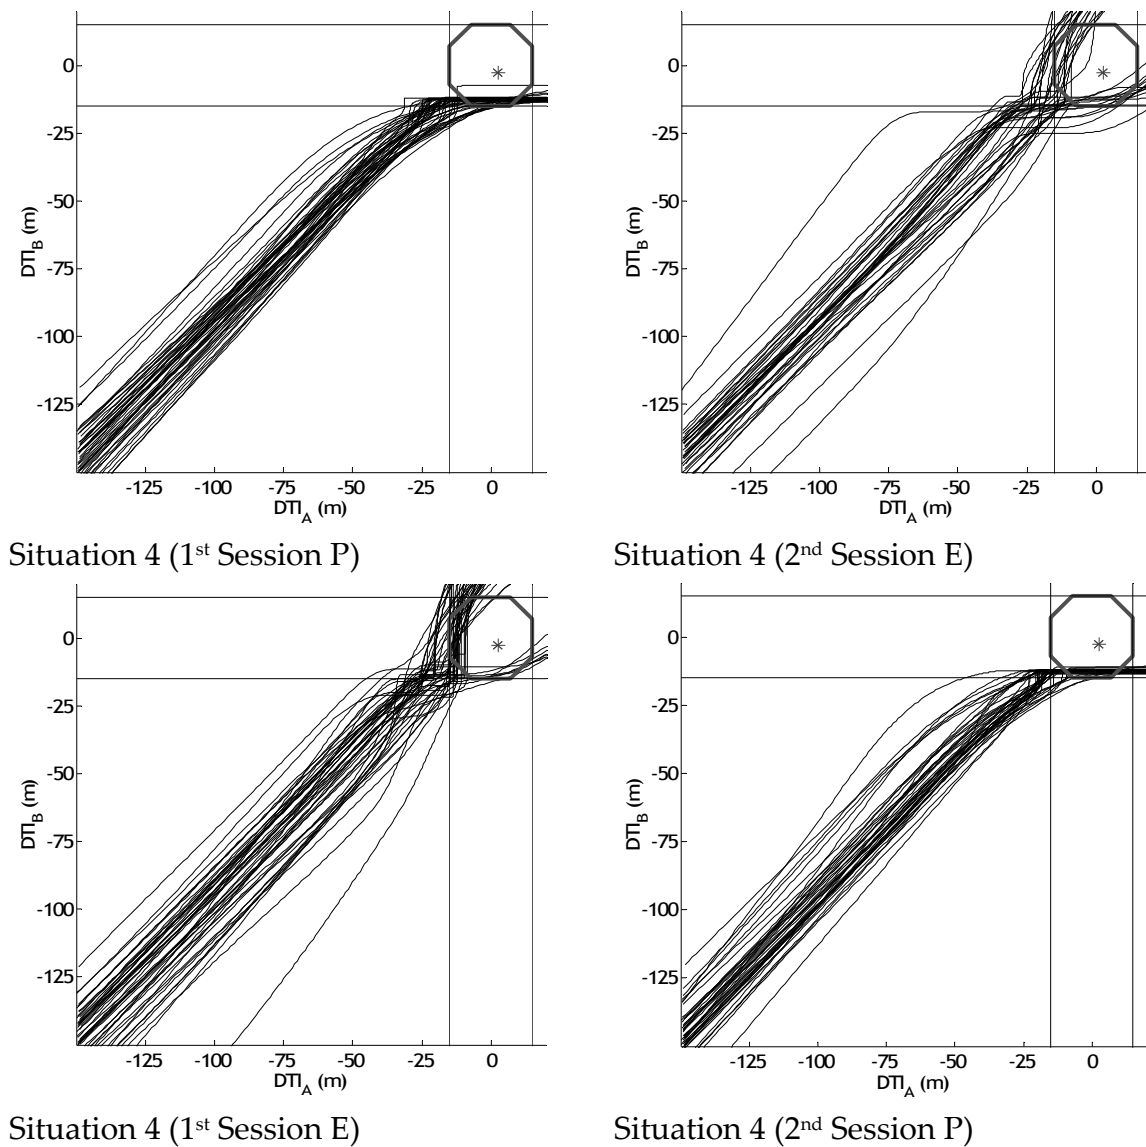 0
-25
-50
-75
-100
-125
DTI_B (m)
-125 -100 -75 -50 -25 0
DTI_A (m)
Situation 4 (1st Session P)
0
-25
-50
-75
-100
-125
DTI_B (m)
-125 -100 -75 -50 -25 0
DTI_A (m)
Situation 4 (2nd Session E)
0
-25
-50
-75
-100
-125
DTI_B (m)
-125 -100 -75 -50 -25 0
DTI_A (m)
Situation 4 (1st Session E)
0
-25
-50
-75
-100
-125
DTI_B (m)
-125 -100 -75 -50 -25 0
DTI_A (m)
Situation 4 (2nd Session P)